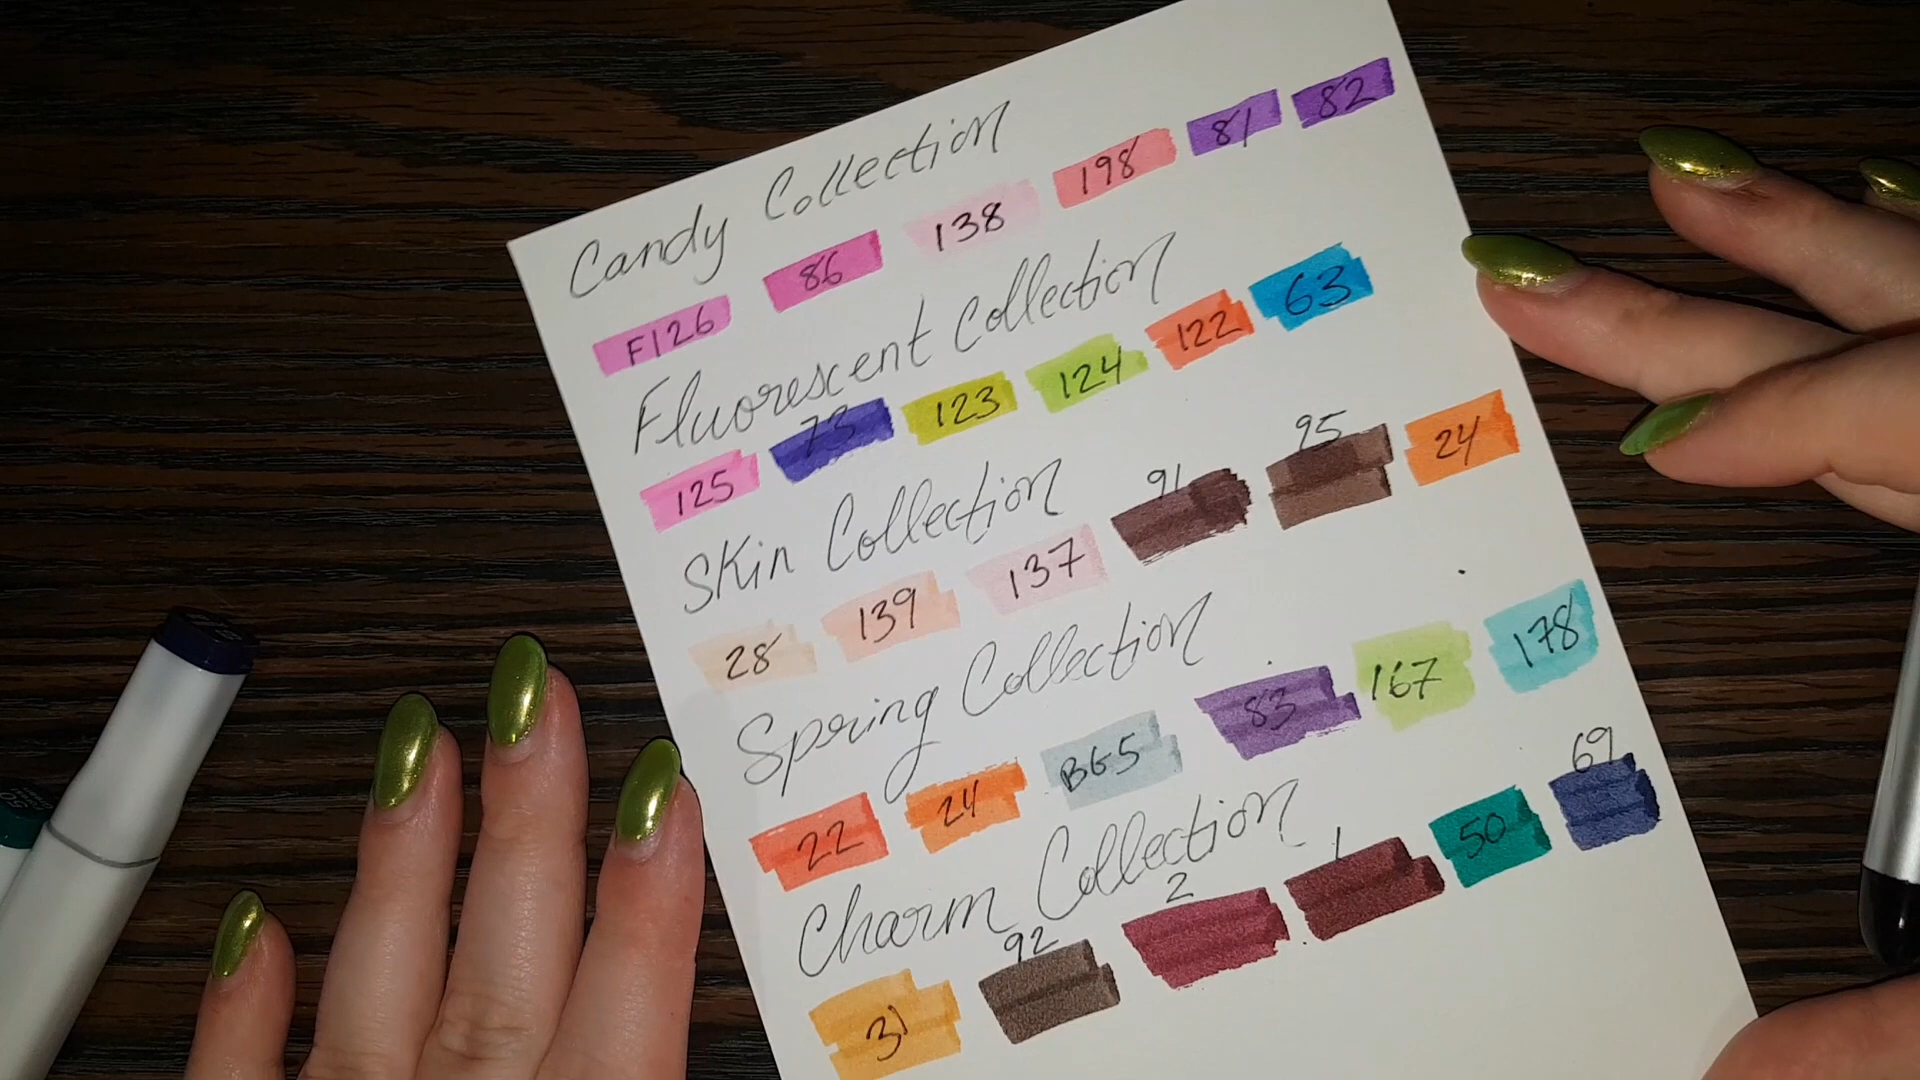 Candy Collection
F126 86 138 198 81 82
Fluorescent Collection
125 73 123 124 122 63
Skin Collection
28 139 137 91 95 24
Spring Collection
22 24 BG5 83 167 178
Charm Collection
31 92 2 1 50 69
50